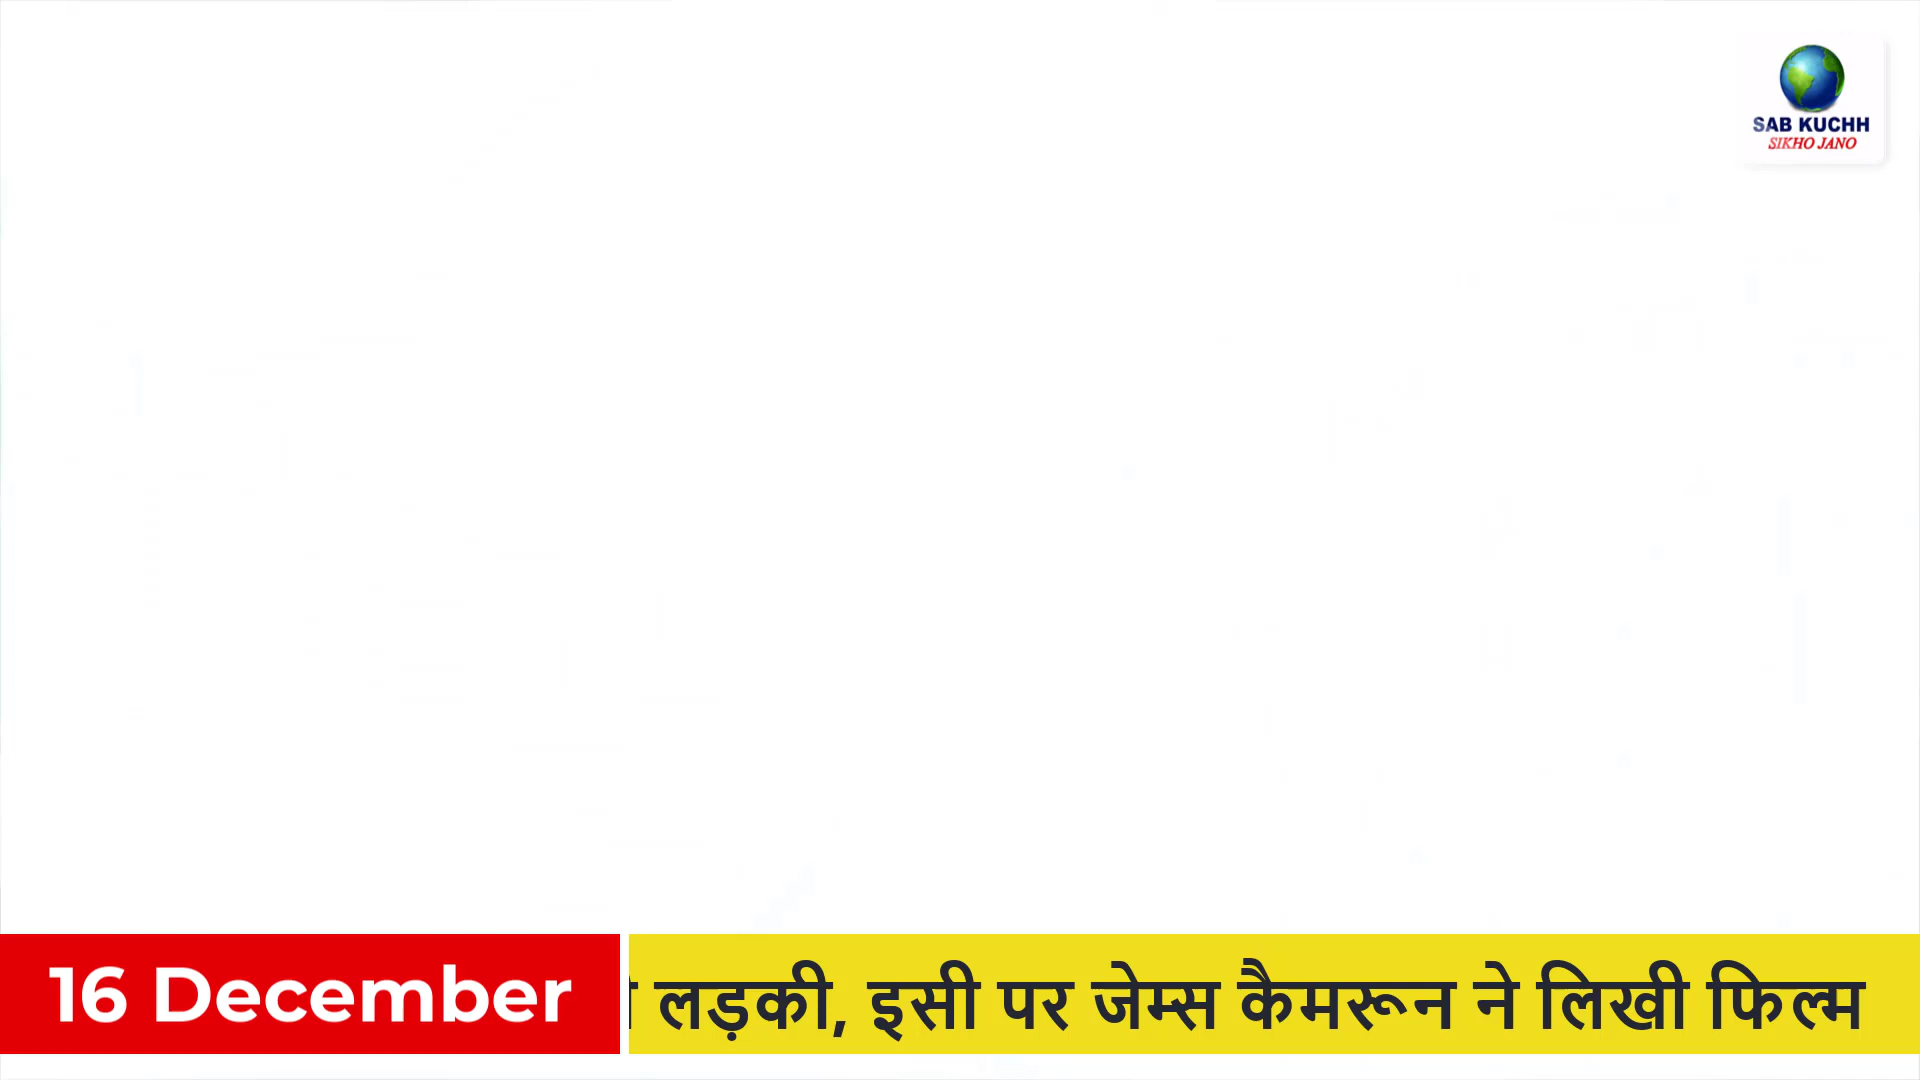 SAB KUCHH
SIKHO JANO
16 December
लड़की, इसी पर जेम्स कैमरून ने लिखी फिल्म